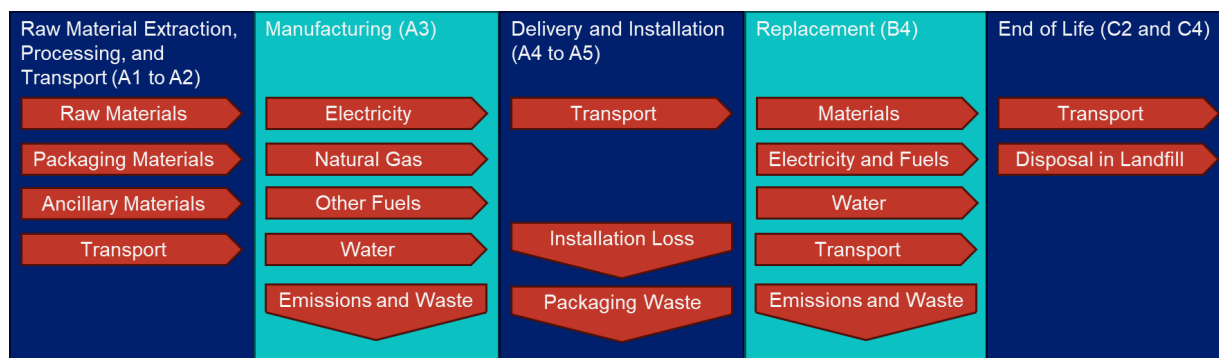 Raw Material Extraction,
Processing, and
Transport (A1 to A2)
Raw Materials
Packaging Materials
Ancillary Materials
Transport
Manufacturing (A3)
Electricity
Natural Gas
Other Fuels
Water
Emissions and Waste
Delivery and Installation
(A4 to A5)
Transport
Installation Loss
Packaging Waste
Replacement (B4)
Materials
Electricity and Fuels
Water
Transport
Emissions and Waste
End of Life (C2 and C4)
Transport
Disposal in Landfill